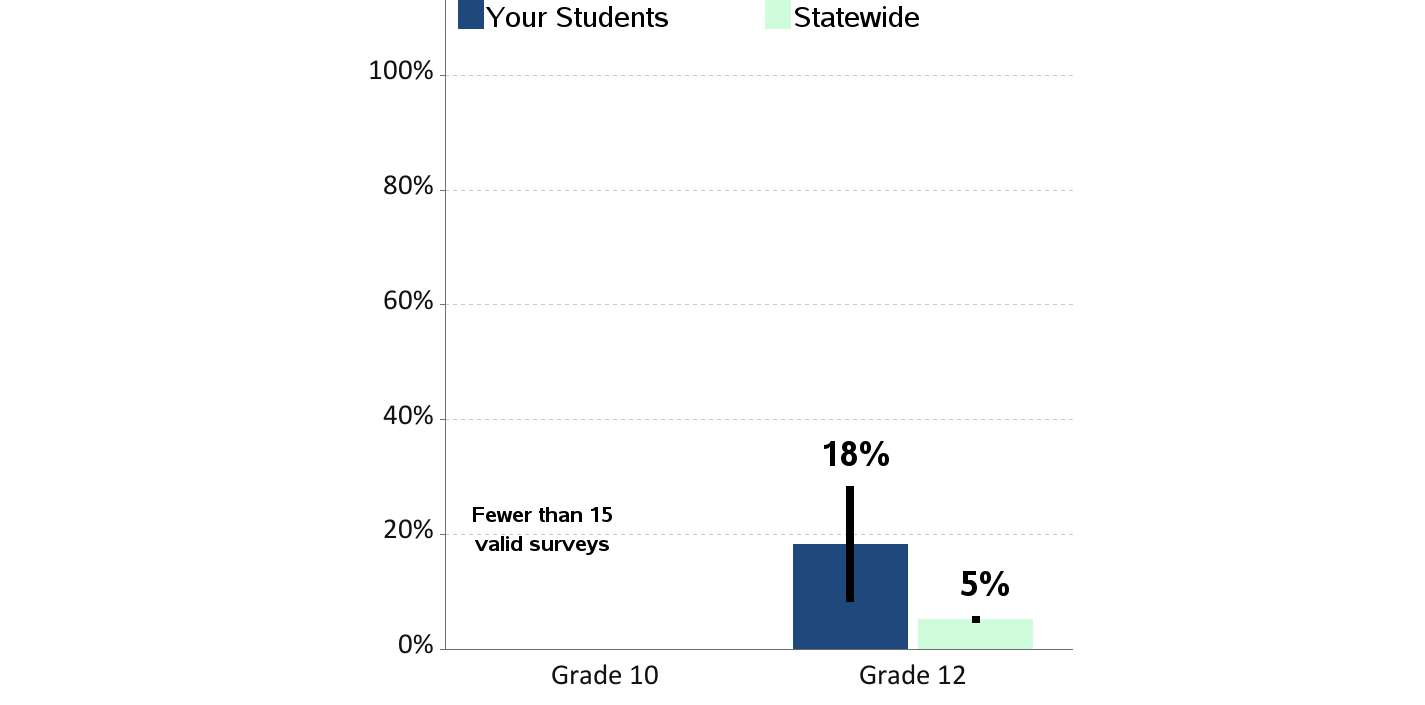 Your Students Statewide
100%
80%
60%
40%
18%
Fewer than 15
20%
valid surveys
5%
0%
Grade 10 Grade 12